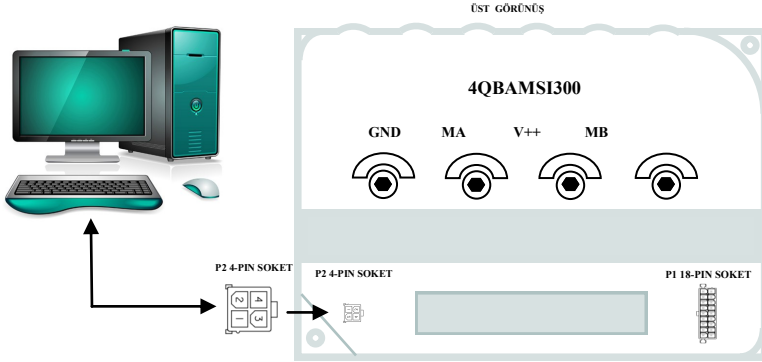 ÜST GÖRÜNÜŞ
4QBAMSI300
GND MA V++ MB
P2 4-PIN SOKET
2 4
1 3
P2 4-PIN SOKET
P1 18-PIN SOKET